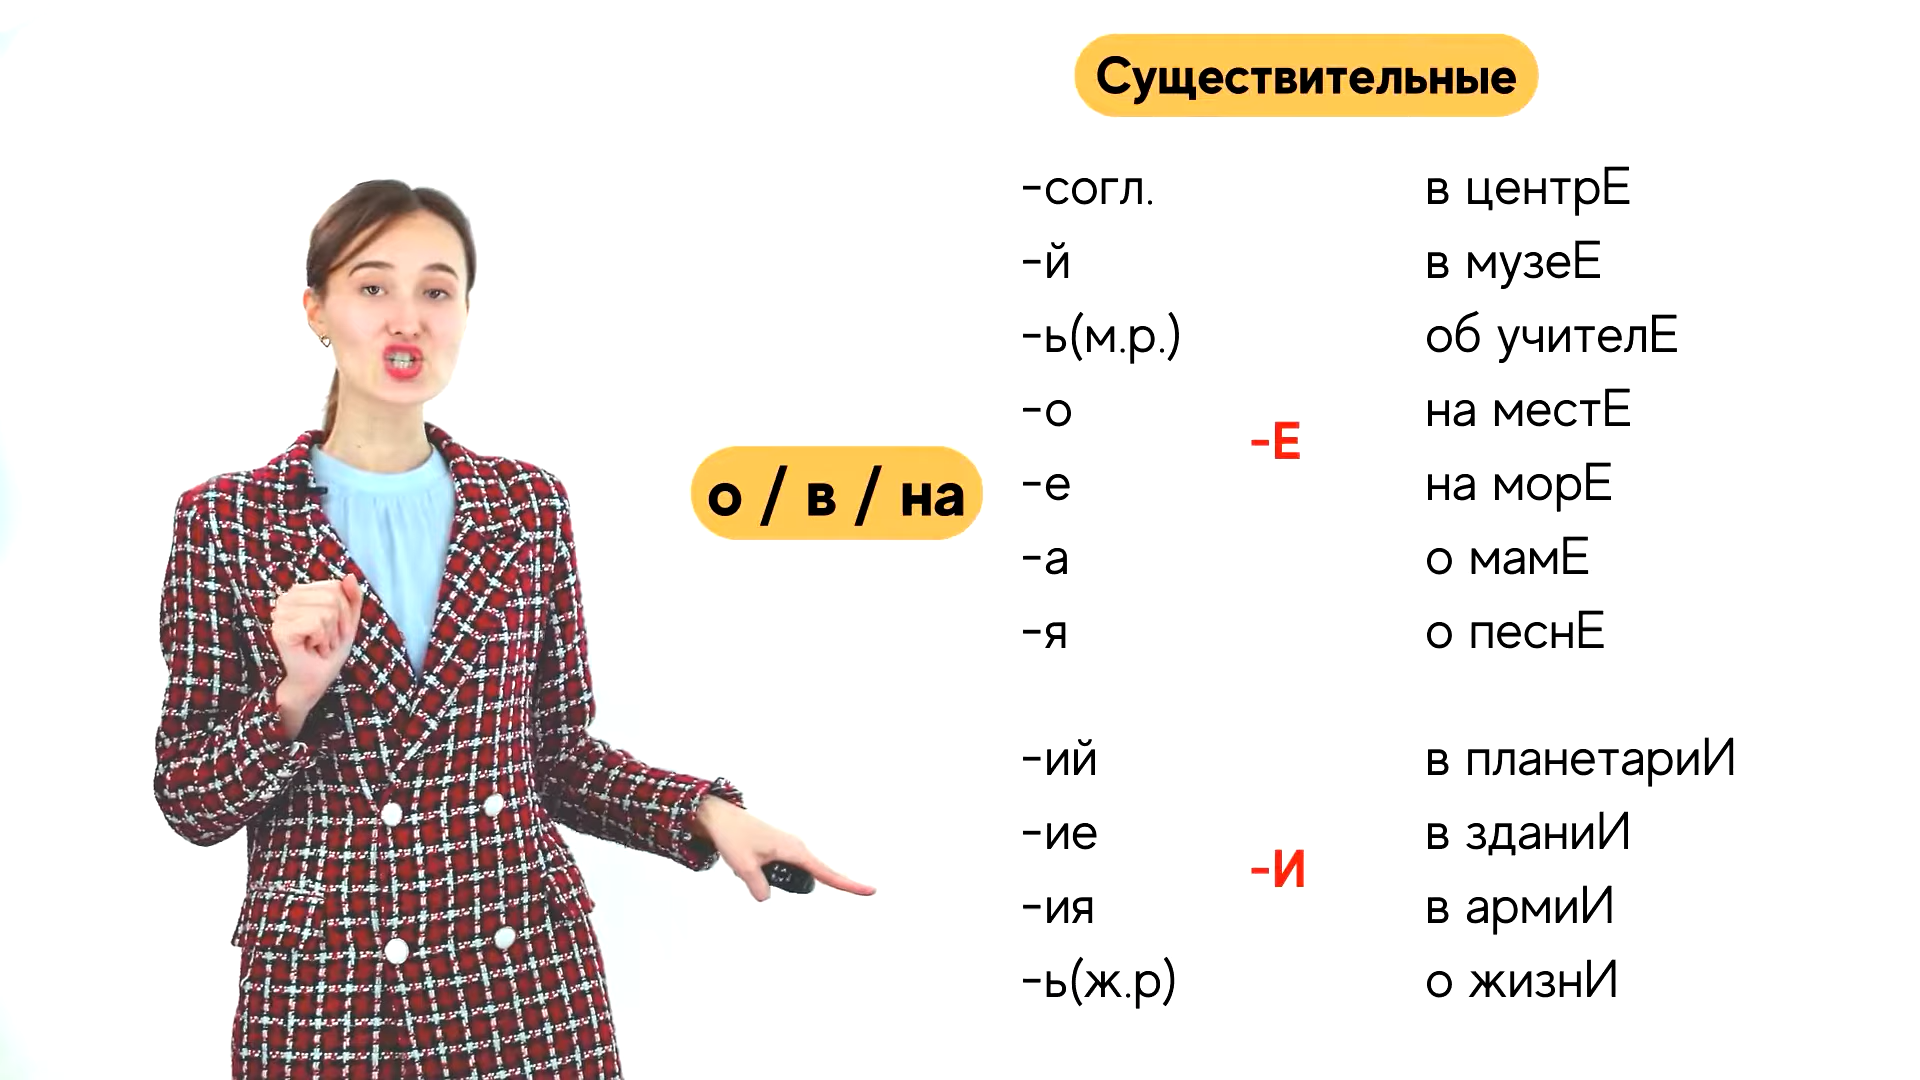 Существительные
-согл. в центрЕ
-й в музеЕ
-ь(м.р.) об учителЕ
-о на местЕ
-Е
о / в / на
-е на морЕ
-а о мамЕ
-я о песнЕ
-ий в планетариИ
-ие в зданиИ
-И
-ия в армиИ
-ь(ж.р) о жизнИ